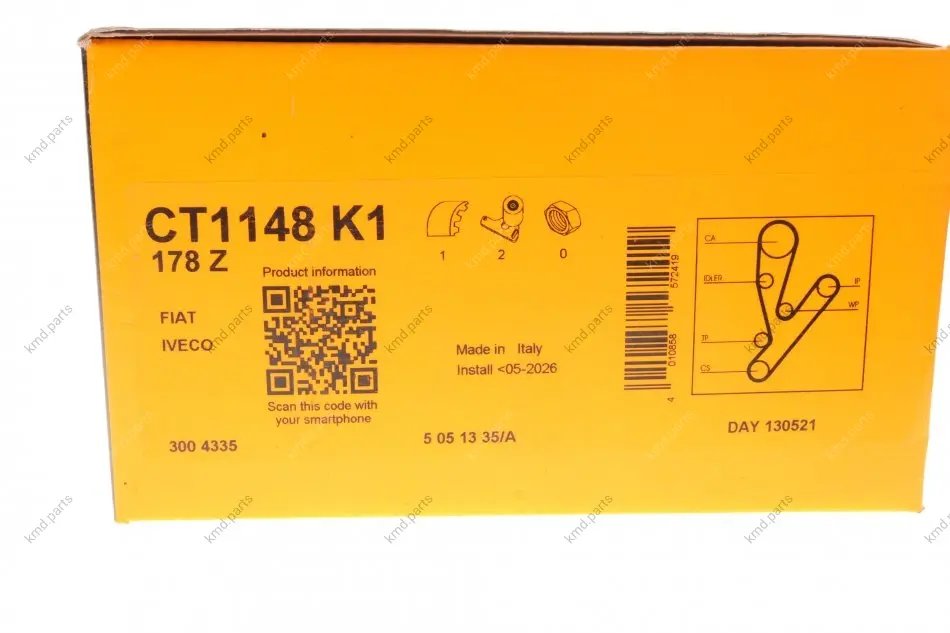 CT1148 K1
178 Z
1 2 0
Product information
FIAT
IVECO
Scan this code with
your smartphone
Made in Italy
Install <05-2026
300 4335
5 05 13 35/A
4 010858 572419
CA
IDLER
IP
WP
TP
CS
DAY 130521
kmd.parts